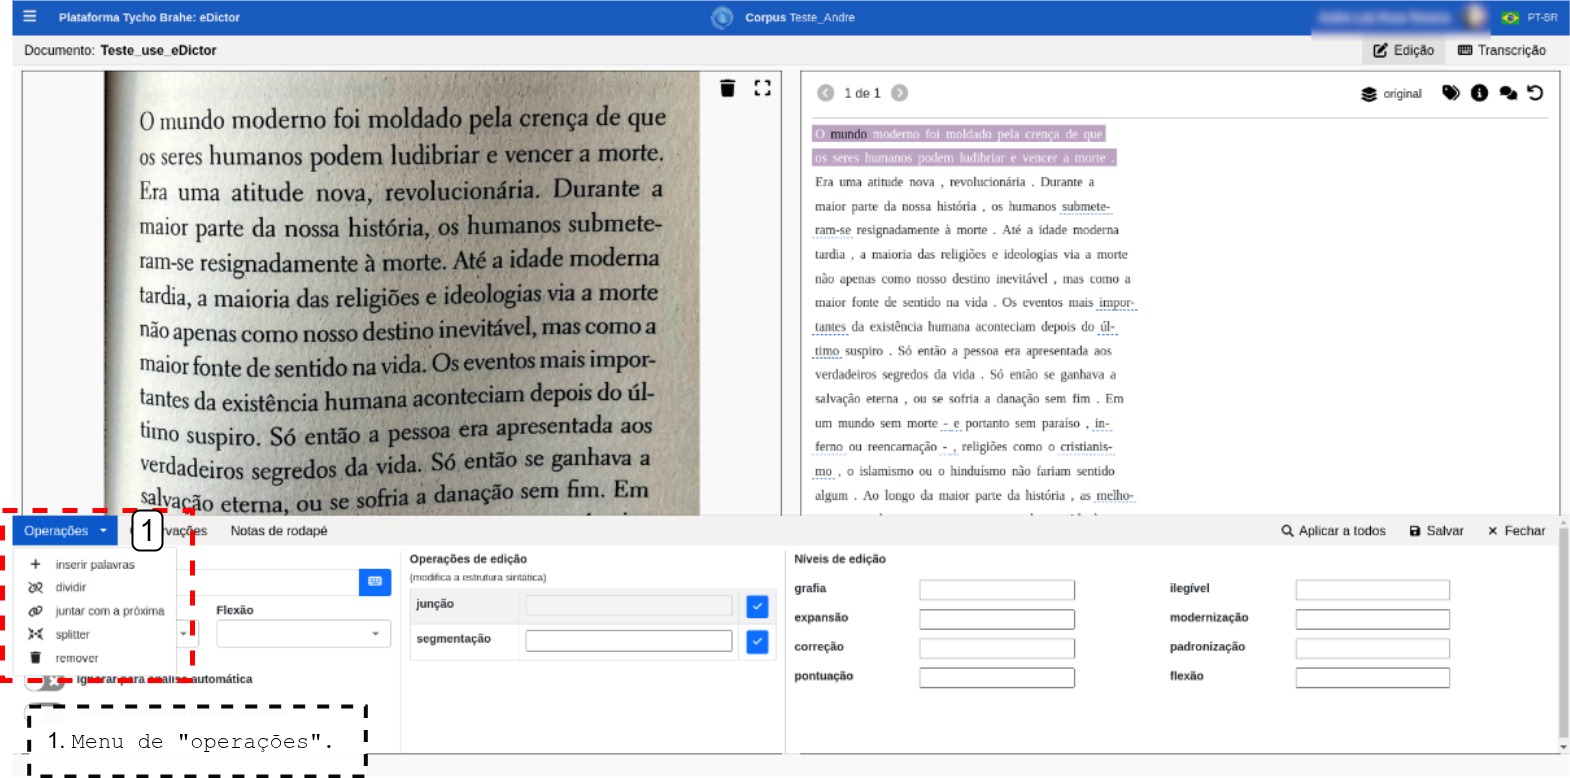 Plataforma Tycho Brahe: eDictor
Corpus Teste_Andre
PT-BR
Documento: Teste_use_eDictor
Edição
Transcrição
O mundo moderno foi moldado pela crença de que
os seres humanos podem ludibriar e vencer a morte.
Era uma atitude nova, revolucionária. Durante a
maior parte da nossa história, os humanos submete-
ram-se resignadamente à morte. Até a idade moderna
tardia, a maioria das religiões e ideologias via a morte
não apenas como nosso destino inevitável, mas como a
maior fonte de sentido na vida. Os eventos mais impor-
tantes da existência humana aconteciam depois do úl-
timo suspiro. Só então a pessoa era apresentada aos
verdadeiros segredos da vida. Só então se ganhava a
salvação eterna, ou se sofria a danação sem fim. Em
1 de 1
original
O mundo moderno foi moldado pela crença de que
os seres humanos podem ludibriar e vencer a morte .
Era uma atitude nova , revolucionária . Durante a
maior parte da nossa história , os humanos submete-
ram-se resignadamente à morte . Até a idade moderna
tardia , a maioria das religiões e ideologias via a morte
não apenas como nosso destino inevitável , mas como a
maior fonte de sentido na vida . Os eventos mais impor-
tantes da existência humana aconteciam depois do úl-
timo suspiro . Só então a pessoa era apresentada aos
verdadeiros segredos da vida . Só então se ganhava a
salvação eterna , ou se sofria a danação sem fim . Em
um mundo sem morte - e portanto sem paraíso , in-
ferno ou reencarnação - , religiões como o cristianis-
mo , o islamismo ou o hinduísmo não fariam sentido
algum . Ao longo da maior parte da história , as melho-
Operações
1
vações
Notas de rodapé
Aplicar a todos
Salvar
Fechar
inserir palavras
dividir
juntar com a próxima
splitter
remover
Flexão
Ignorar para análise automática
Operações de edição
(modifica a estrutura sintática)
junção
segmentação
Níveis de edição
grafia
expansão
correção
pontuação
ilegível
modernização
padronização
flexão
1. Menu de "operações".